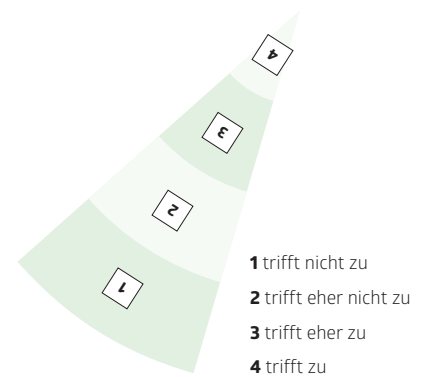 4
3
2
1
1 trifft nicht zu
2 trifft eher nicht zu
3 trifft eher zu
4 trifft zu